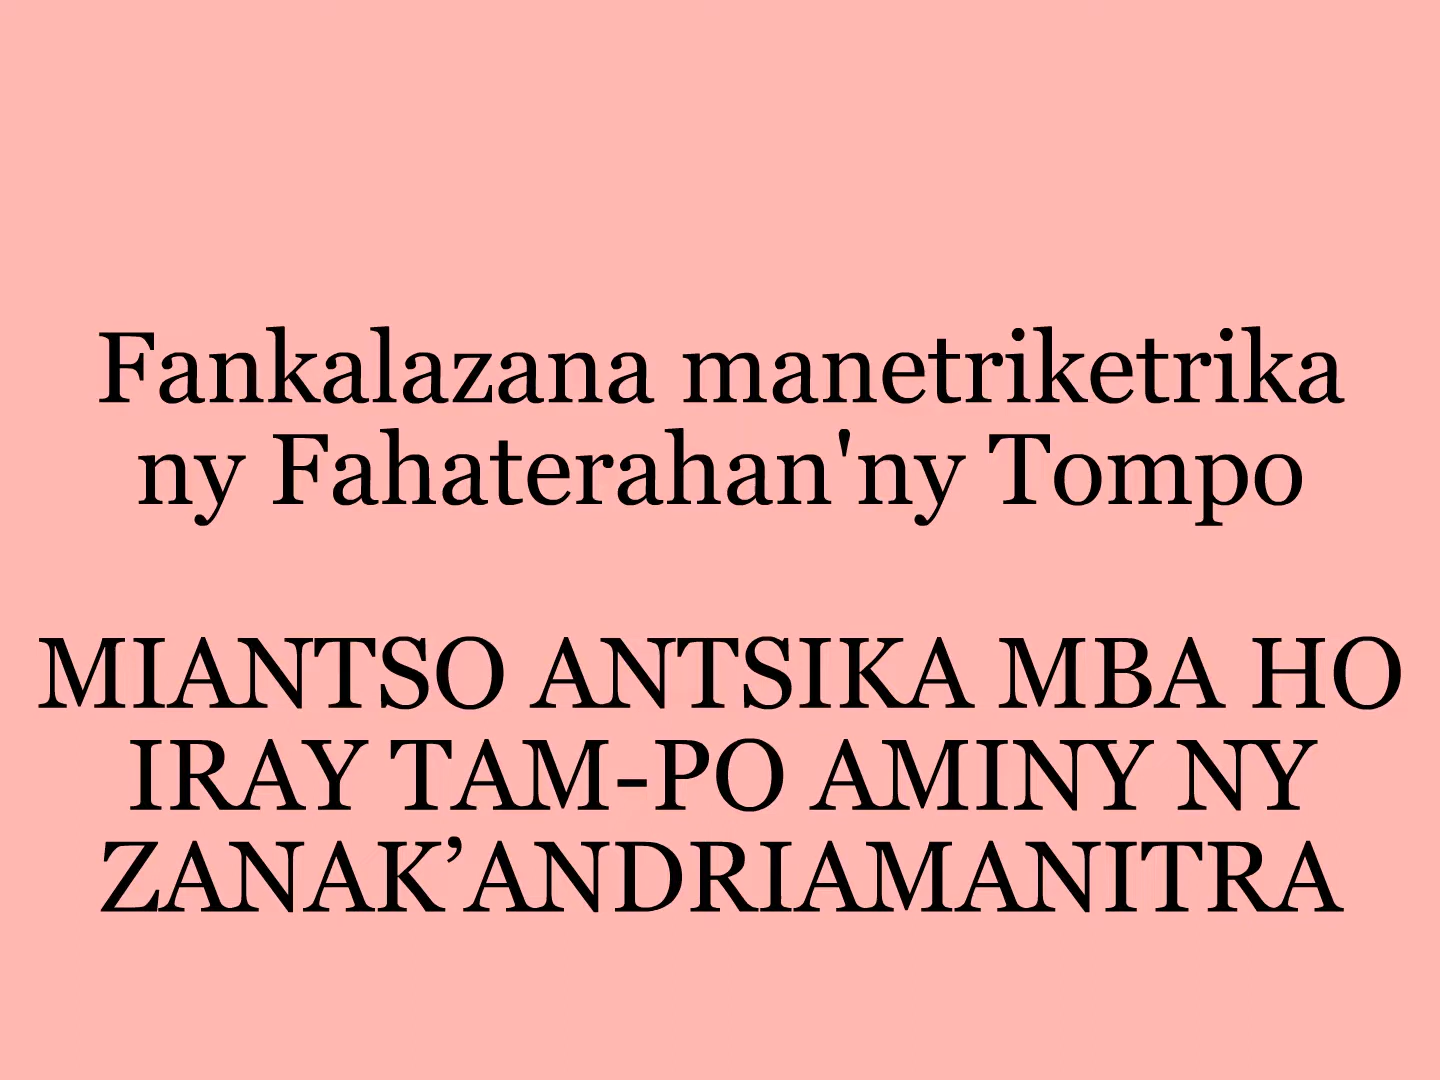 Fankalazana manetriketrika
ny Fahaterahan'ny Tompo
MIANTSO ANTSIKA MBA HO
IRAY TAM-PO AMINY NY
ZANAK’ANDRIAMANITRA